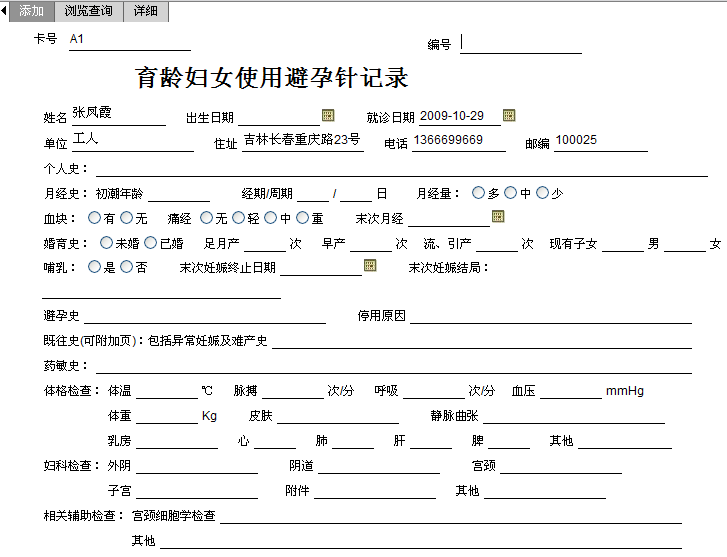 添加 浏览查询 详细
卡号 A1 编号
育龄妇女使用避孕针记录
姓名 张凤霞 出生日期 就诊日期 2009-10-29
单位 工人 住址 吉林长春重庆路23号 电话 1366699669 邮编 100025
个人史：
月经史： 初潮年龄 经期/周期 / 日 月经量： 多 中 少
血块： 有 无 痛经 无 轻 中 重 末次月经
婚育史： 未婚 已婚 足月产 次 早产 次 流、引产 次 现有子女 男 女
哺乳： 是 否 末次妊娠终止日期 末次妊娠结局：
避孕史 停用原因
既往史(可附加页)：包括异常妊娠及难产史
药敏史：
体格检查： 体温 ℃ 脉搏 次/分 呼吸 次/分 血压 mmHg
体重 Kg 皮肤 静脉曲张
乳房 心 肺 肝 脾 其他
妇科检查： 外阴 阴道 宫颈
子宫 附件 其他
相关辅助检查： 宫颈细胞学检查
其他